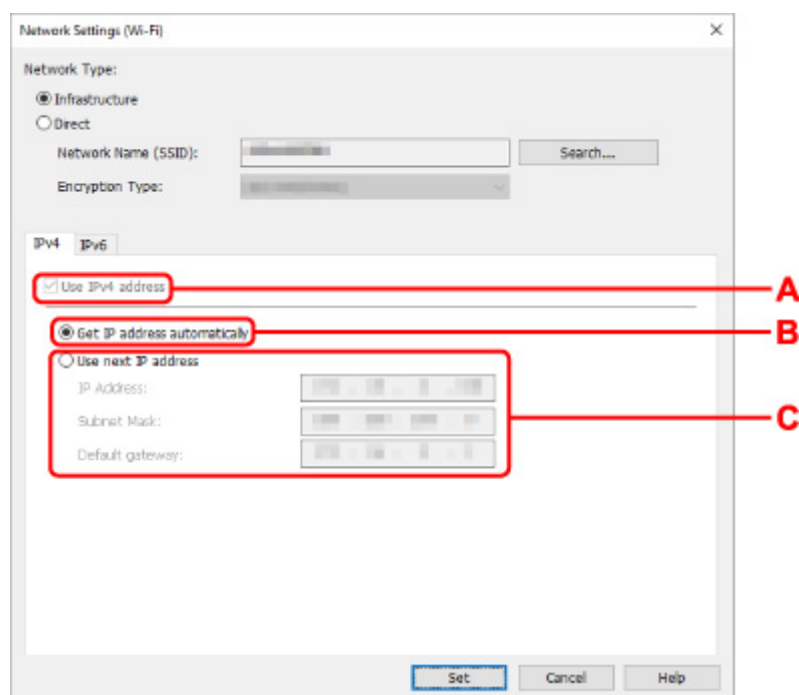 Network Settings (Wi-Fi)
Network Type:
Infrastructure
Direct
Network Name (SSID):
Search...
Encryption Type:
IPv4 IPv6
Use IPv4 address
A
Get IP address automatically
B
Use next IP address
IP Address:
Subnet Mask:
C
Default gateway:
Set Cancel Help